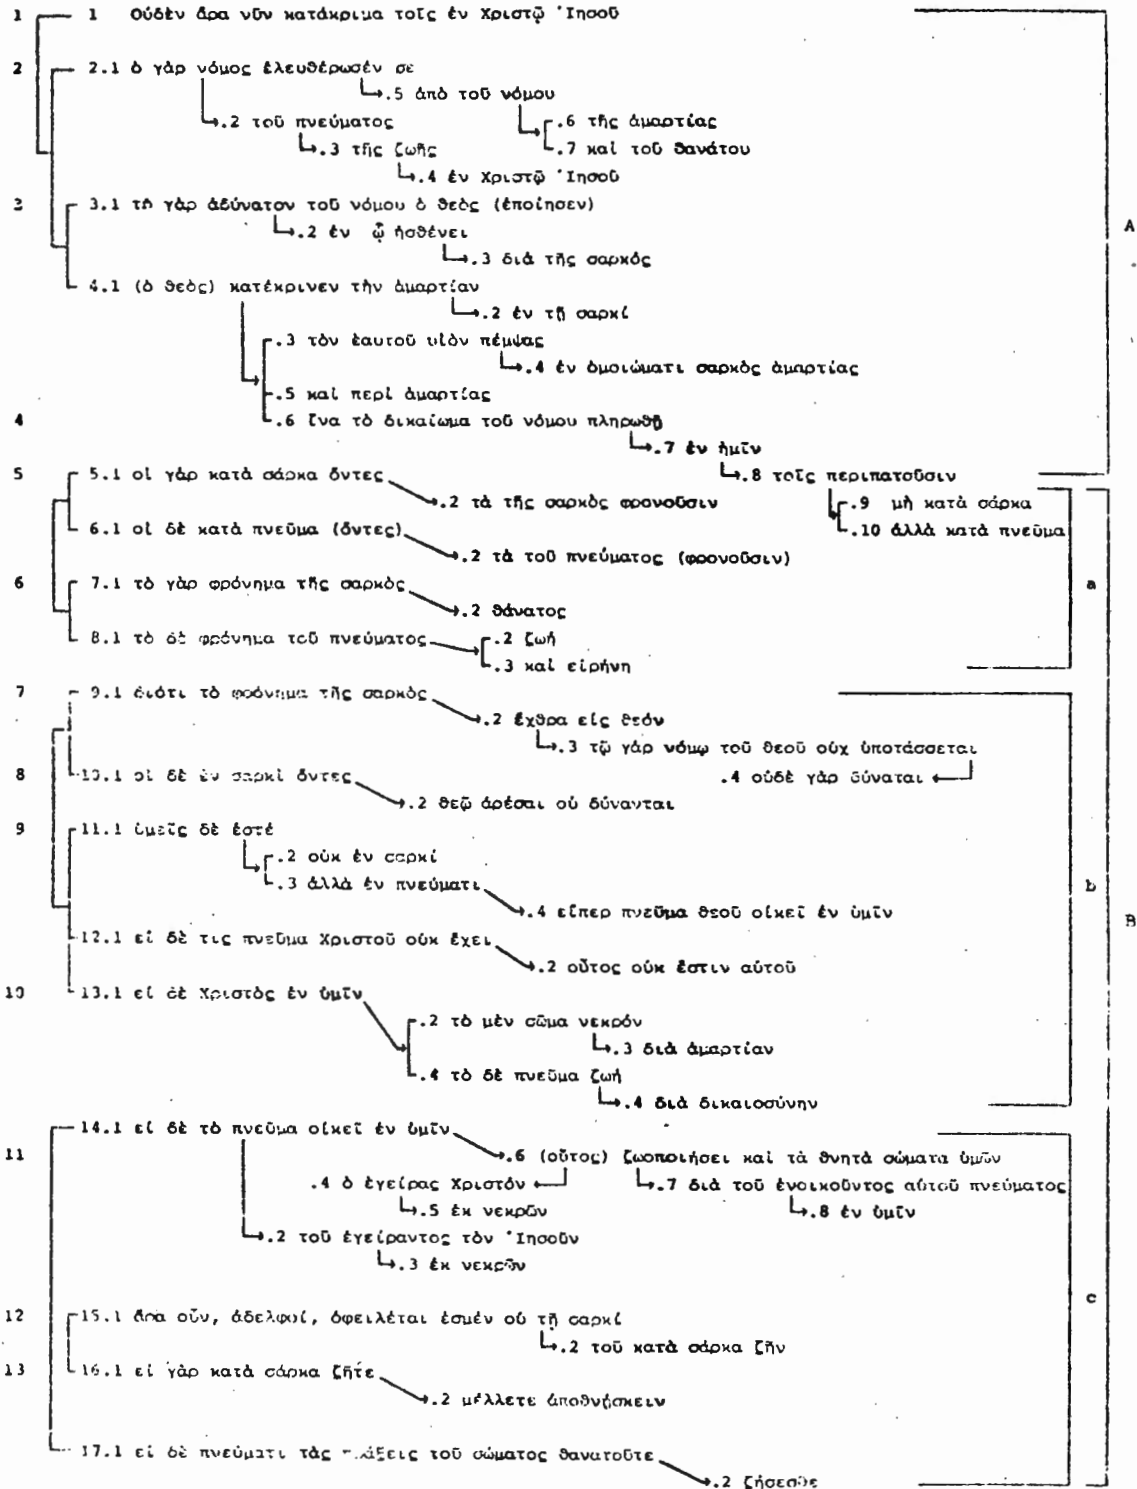 1 1 Οὐδὲν ἄρα νῦν κατάκριμα τοῖς ἐν Χριστῷ Ἰησοῦ
2 2.1 ὁ γὰρ νόμος ἐλευθέρωσέν σε
.5 ἀπὸ τοῦ νόμου
.2 τοῦ πνεύματος .6 τῆς ἁμαρτίας
.3 τῆς ζωῆς .7 καὶ τοῦ θανάτου
.4 ἐν Χριστῷ Ἰησοῦ
3 3.1 τὸ γὰρ ἀδύνατον τοῦ νόμου ὁ θεὸς (ἐποίησεν)
A
.2 ἐν ᾧ ἠσθένει
.3 διὰ τῆς σαρκός
4.1 (ὁ θεὸς) κατέκρινεν τὴν ἁμαρτίαν
.2 ἐν τῇ σαρκί
.3 τὸν ἑαυτοῦ υἱὸν πέμψας
.4 ἐν ὁμοιώματι σαρκὸς ἁμαρτίας
.5 καὶ περὶ ἁμαρτίας
4 .6 ἵνα τὸ δικαίωμα τοῦ νόμου πληρωθῇ
.7 ἐν ἡμῖν
5 5.1 οἱ γὰρ κατὰ σάρκα ὄντες .8 τοῖς περιπατοῦσιν
.2 τὰ τῆς σαρκὸς φρονοῦσιν .9 μὴ κατὰ σάρκα
6.1 οἱ δὲ κατὰ πνεῦμα (ὄντες) .10 ἀλλὰ κατὰ πνεῦμα
.2 τὰ τοῦ πνεύματος (φρονοῦσιν)
6 7.1 τὸ γὰρ φρόνημα τῆς σαρκὸς a
.2 θάνατος
8.1 τὸ δὲ φρόνημα τοῦ πνεύματος .2 ζωή
.3 καὶ εἰρήνη
7 9.1 διότι τὸ φρόνημα τῆς σαρκὸς
.2 ἔχθρα εἰς θεόν
.3 τῷ γὰρ νόμῳ τοῦ θεοῦ οὐχ ὑποτάσσεται
8 10.1 οἱ δὲ ἐν σαρκὶ ὄντες .4 οὐδὲ γὰρ δύναται
.2 θεῷ ἀρέσαι οὐ δύνανται
9 11.1 ὑμεῖς δὲ ἐστέ
.2 οὐκ ἐν σαρκί
.3 ἀλλὰ ἐν πνεύματι b
.4 εἴπερ πνεῦμα θεοῦ οἰκεῖ ἐν ὑμῖν B
12.1 εἰ δὲ τις πνεῦμα Χριστοῦ οὐκ ἔχει
.2 οὗτος οὐκ ἔστιν αὐτοῦ
10 13.1 εἰ δὲ Χριστὸς ἐν ὑμῖν
.2 τὸ μὲν σῶμα νεκρόν
.3 διὰ ἁμαρτίαν
.4 τὸ δὲ πνεῦμα ζωή
.4 διὰ δικαιοσύνην
14.1 εἰ δὲ τὸ πνεῦμα οἰκεῖ ἐν ὑμῖν
11 .6 (οὗτος) ζωοποιήσει καὶ τὰ θνητὰ σώματα ὑμῶν
.4 ὁ ἐγείρας Χριστόν .7 διὰ τοῦ ἐνοικοῦντος αὐτοῦ πνεύματος
.5 ἐκ νεκρῶν .8 ἐν ὑμῖν
.2 τοῦ ἐγείραντος τὸν Ἰησοῦν
.3 ἐκ νεκρῶν
c
12 15.1 ἄρα οὖν, ἀδελφοί, ὀφειλέται ἐσμέν οὐ τῇ σαρκί
.2 τοῦ κατὰ σάρκα ζῆν
13 16.1 εἰ γὰρ κατὰ σάρκα ζῆτε
.2 μέλλετε ἀποθνῄσκειν
17.1 εἰ δὲ πνεύματι τὰς πράξεις τοῦ σώματος θανατοῦτε
.2 ζήσεσθε